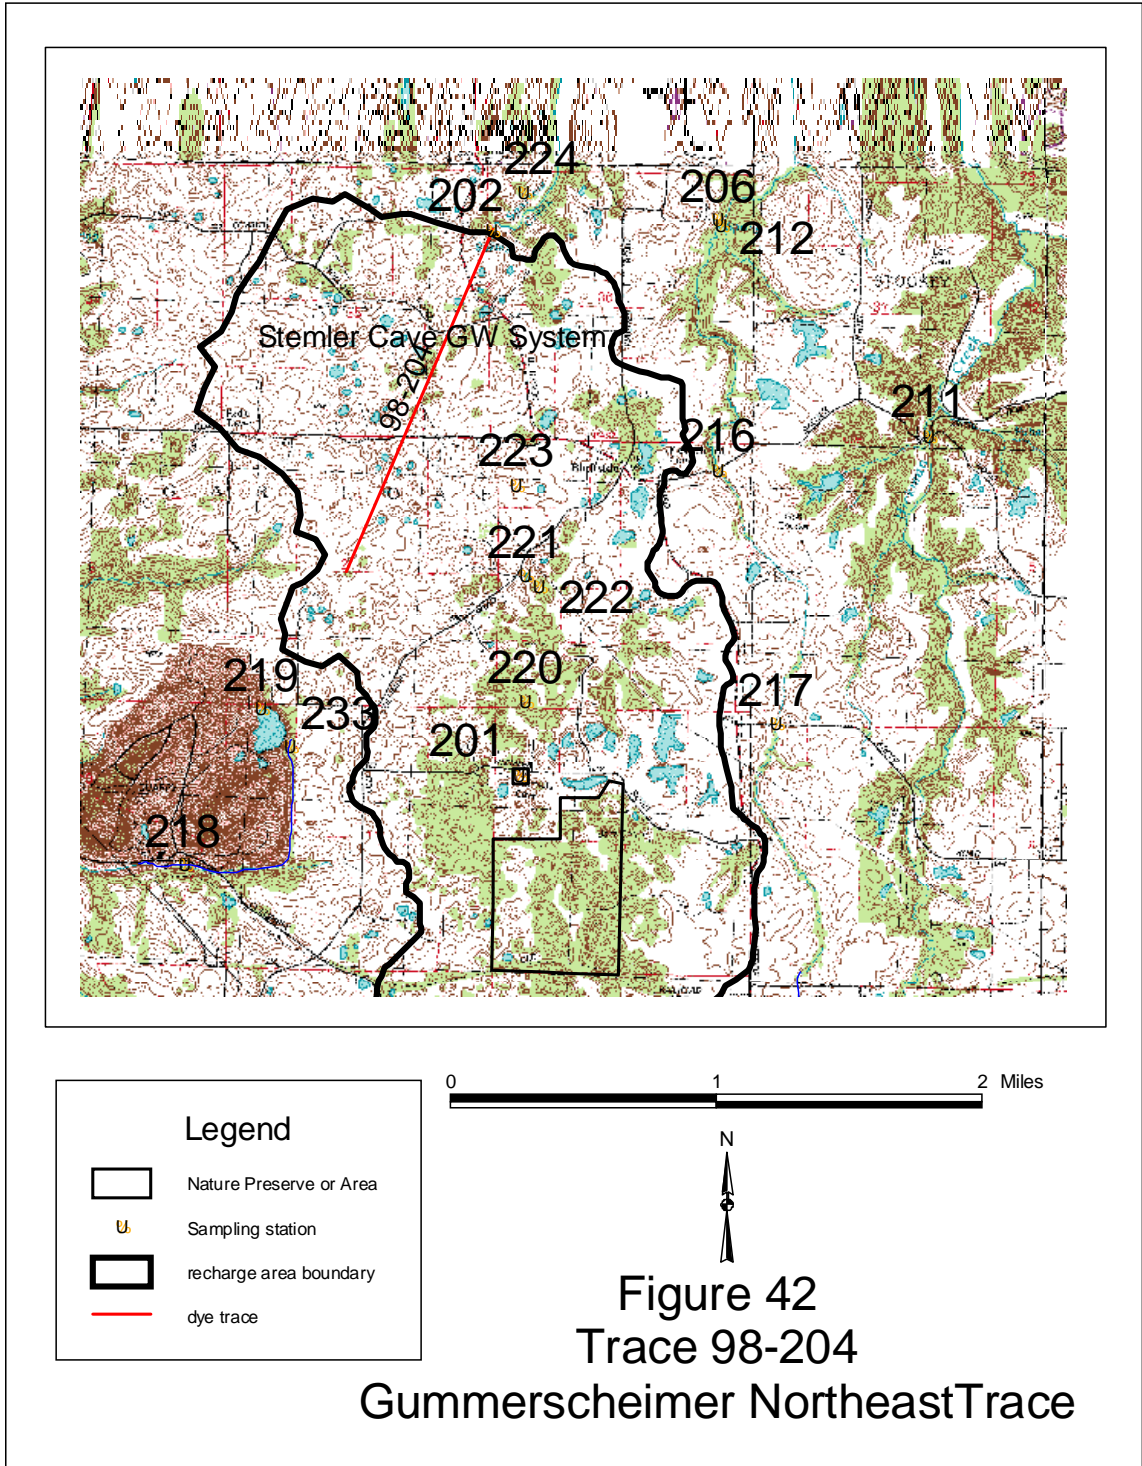 224
202
206
212
Stemler Cave GW System
98-204
211
216
223
221
222
220
219
233
217
201
218
0 1 2 Miles
N
Legend
Nature Preserve or Area
U Sampling station
recharge area boundary
dye trace
Figure 42
Trace 98-204
Gummerscheimer NortheastTrace